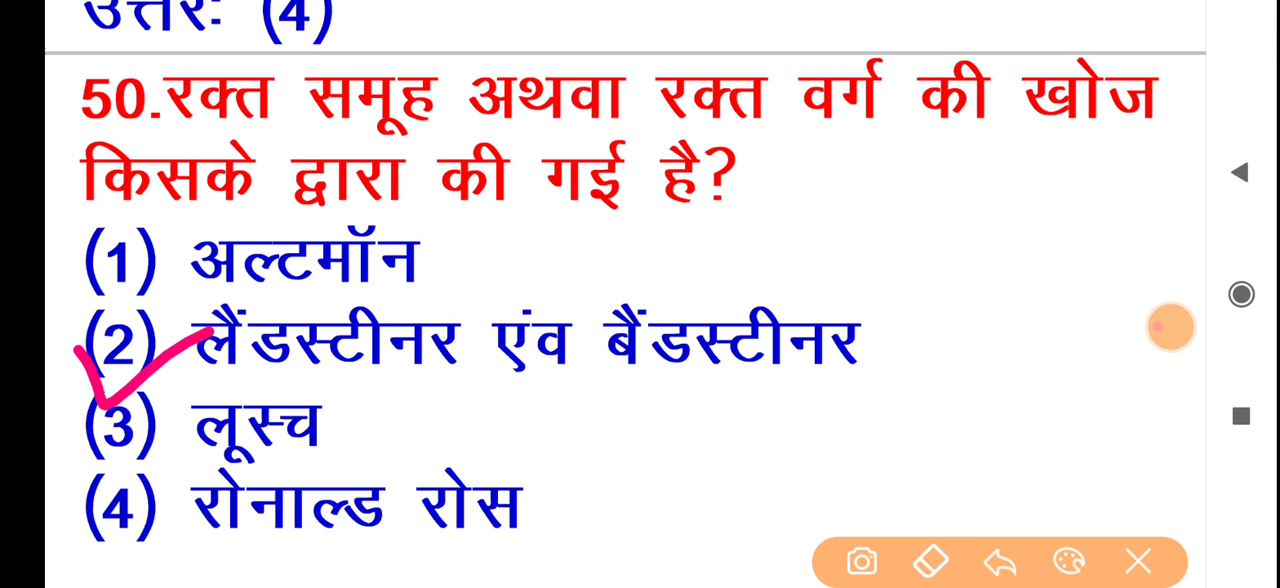 उत्तरः (4)
50.रक्त समूह अथवा रक्त वर्ग की खोज
किसके द्वारा की गई है?
(1) अल्टमॉन
(2) लैंडस्टीनर एंव बैंडस्टीनर
(3) लूस्च
(4) रोनाल्ड रोस